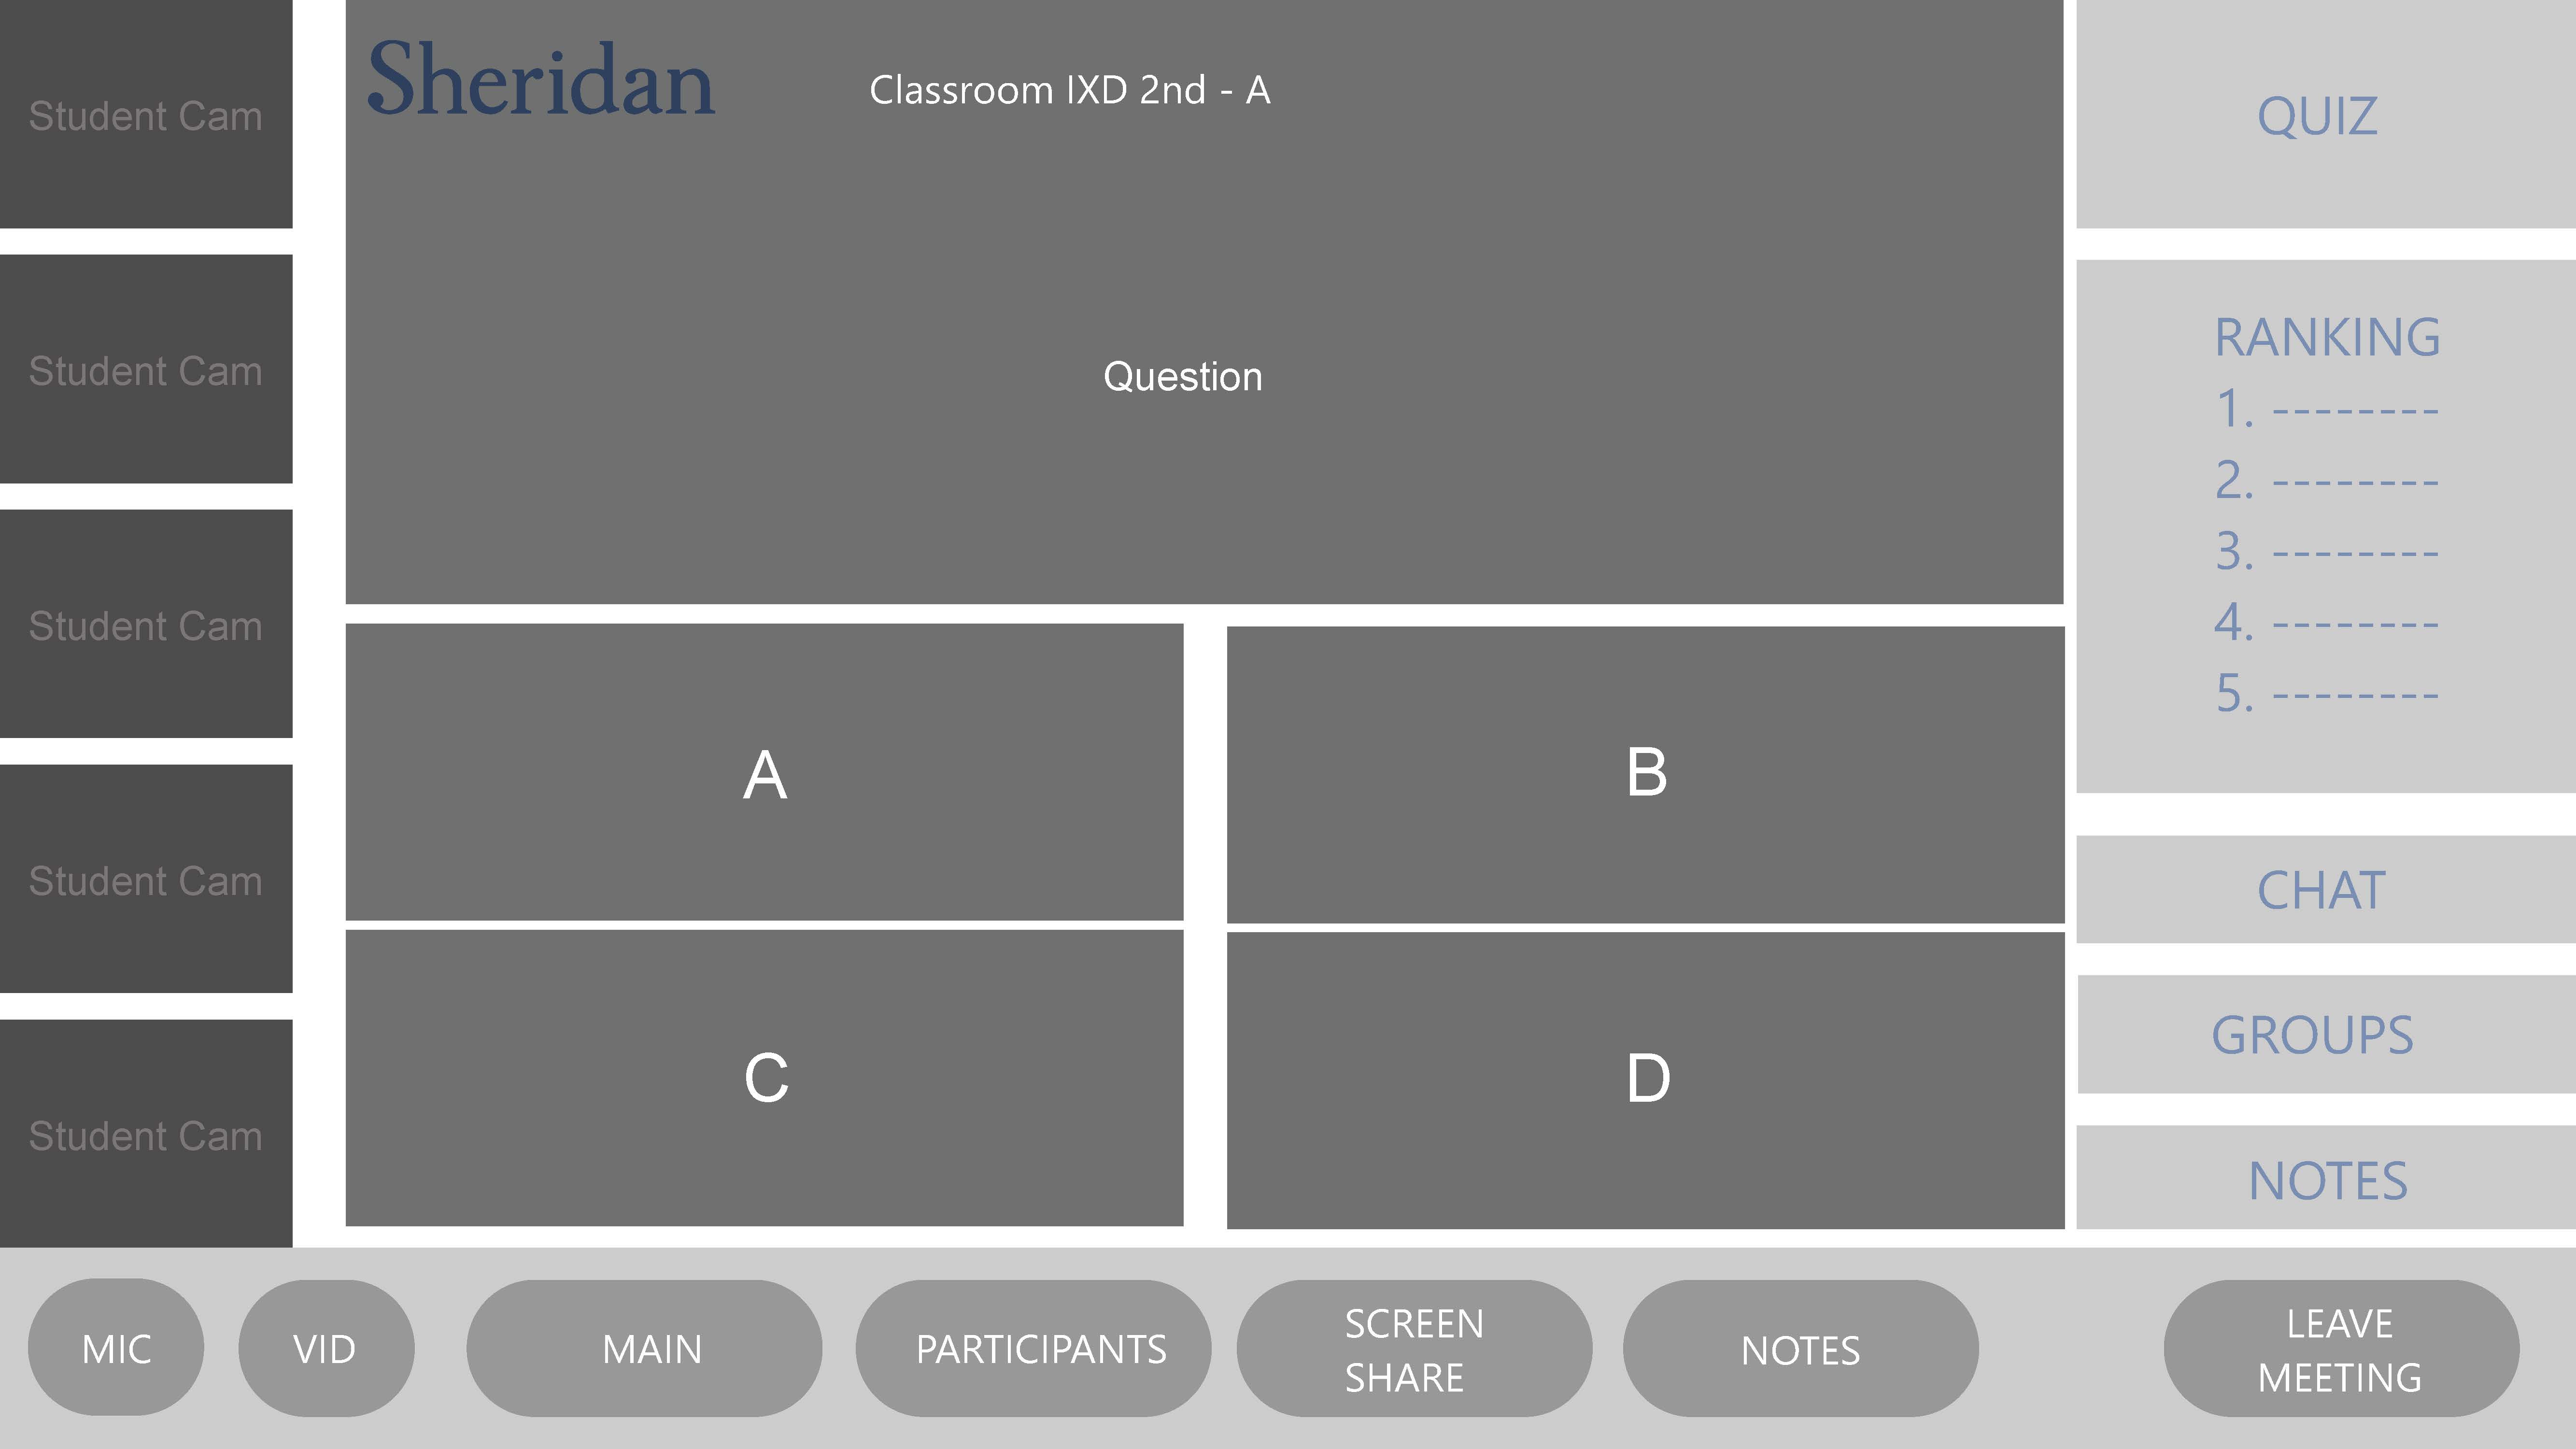 Student Cam
Student Cam
Student Cam
Student Cam
Student Cam
Sheridan
Classroom IXD 2nd - A
Question
A
B
C
D
QUIZ
RANKING
1. --------
2. --------
3. --------
4. --------
5. --------
CHAT
GROUPS
NOTES
MIC
VID
MAIN
PARTICIPANTS
SCREEN
SHARE
NOTES
LEAVE
MEETING